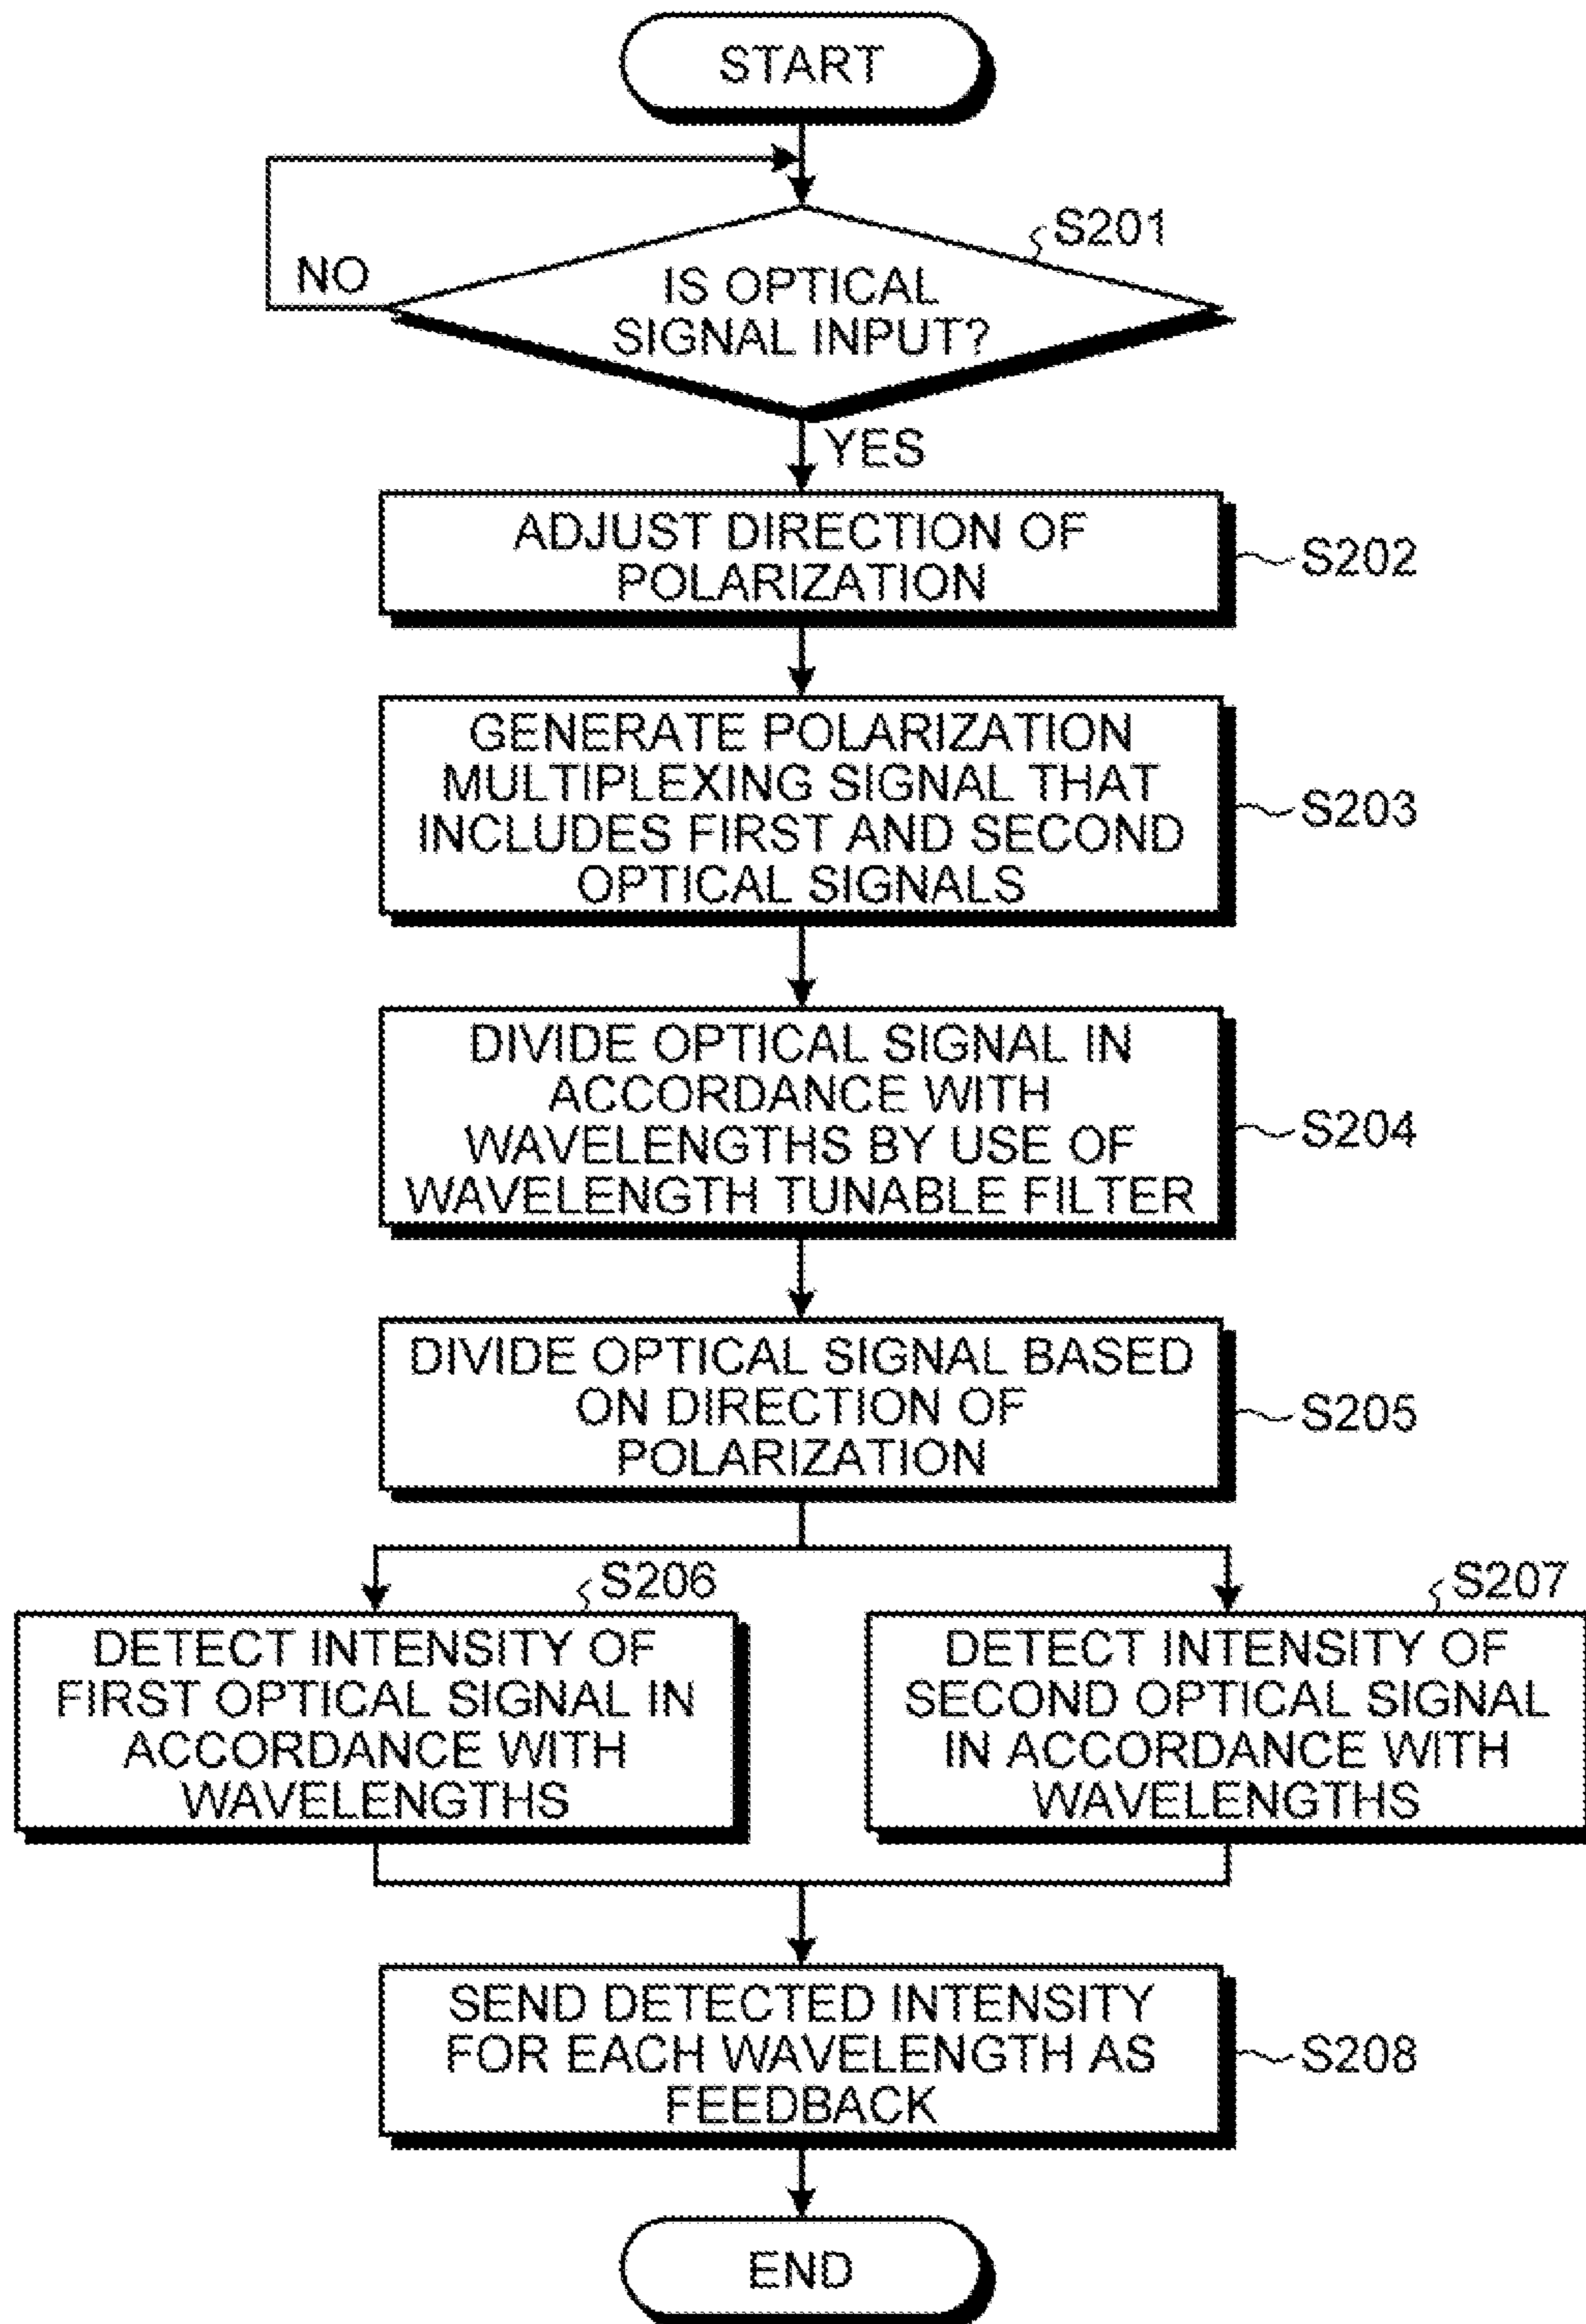 START
S201
NO
IS OPTICAL
SIGNAL INPUT?
YES
ADJUST DIRECTION OF
POLARIZATION
S202
GENERATE POLARIZATION
MULTIPLEXING SIGNAL THAT
INCLUDES FIRST AND SECOND
OPTICAL SIGNALS
S203
DIVIDE OPTICAL SIGNAL IN
ACCORDANCE WITH
WAVELENGTHS BY USE OF
WAVELENGTH TUNABLE FILTER
S204
DIVIDE OPTICAL SIGNAL BASED
ON DIRECTION OF
POLARIZATION
S205
S206
DETECT INTENSITY OF
FIRST OPTICAL SIGNAL IN
ACCORDANCE WITH
WAVELENGTHS
S207
DETECT INTENSITY OF
SECOND OPTICAL SIGNAL
IN ACCORDANCE WITH
WAVELENGTHS
SEND DETECTED INTENSITY
FOR EACH WAVELENGTH AS
FEEDBACK
S208
END